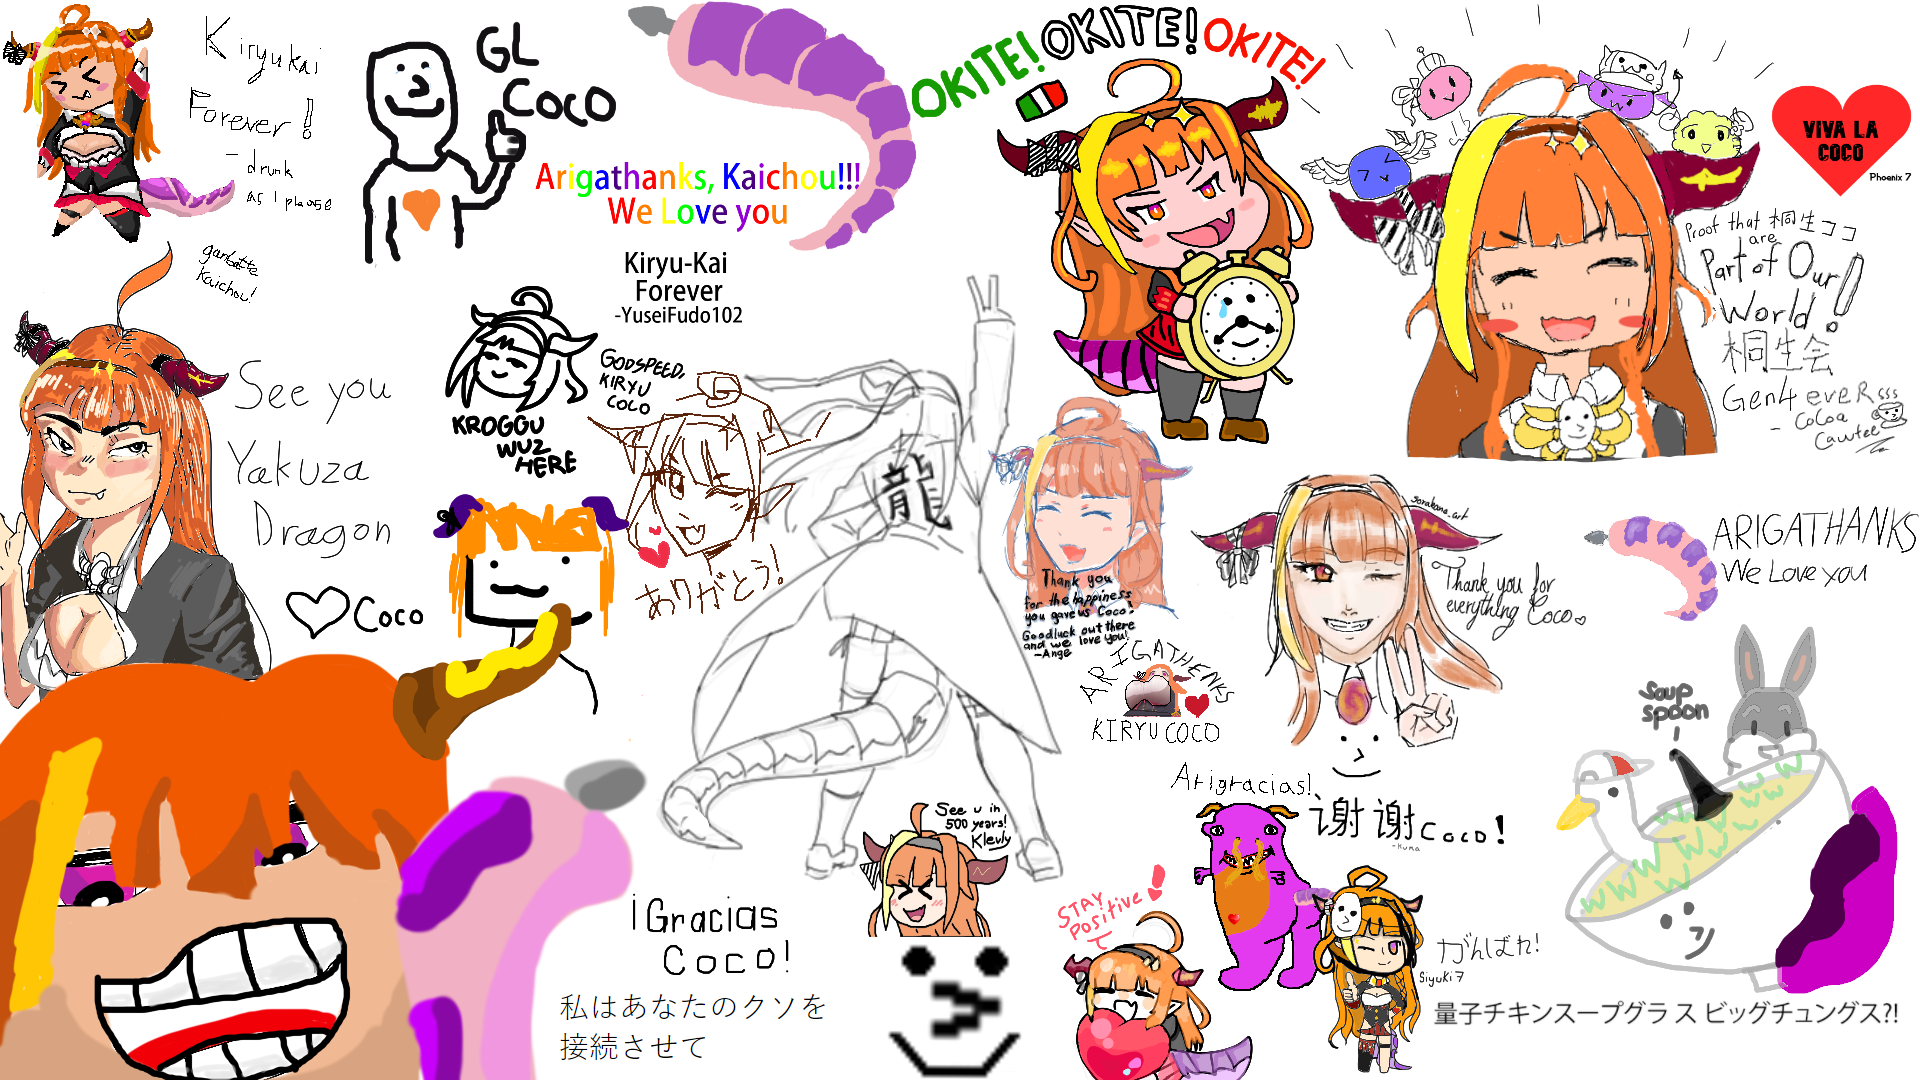 Kiryukai
Forever!
- drunk
as I please
GL
COCO
Arigathanks, Kaichou!!!
We Love you
Kiryu-Kai
Forever
-YuseiFudo102
OKITE! OKITE! OKITE!
VIVA LA
COCO
Phoenix 7
Proof that 桐生ココ
are
Part of Our
World!
桐生会
Gen4 eveRsss
- CoCoa
Cawfee
ganbatte
Kaichou!
See you
Yakuza
Dragon
Coco
KROGGU
WUZ
HERE
GODSPEED,
KIRYU
COCO
ありがとう!
龍
Thank you
for the happiness
you gave us Coco!
Goodluck out there
and we love you!
-Ange
ARIGATHENKS
KIRYU COCO
sorakana_art
Thank you for
everything Coco
ARIGATHANKS
We Love you
Soup
spoon
Arigracias!
谢谢 Coco!
-Kuma
See u in
500 years!
Klevly
STAY
Positive!
¡Gracias
Coco!
私はあなたのクソを
接続させて
がんばれ!
Siyuki7
量子チキンスープグラ ス ビッグチュングス?!